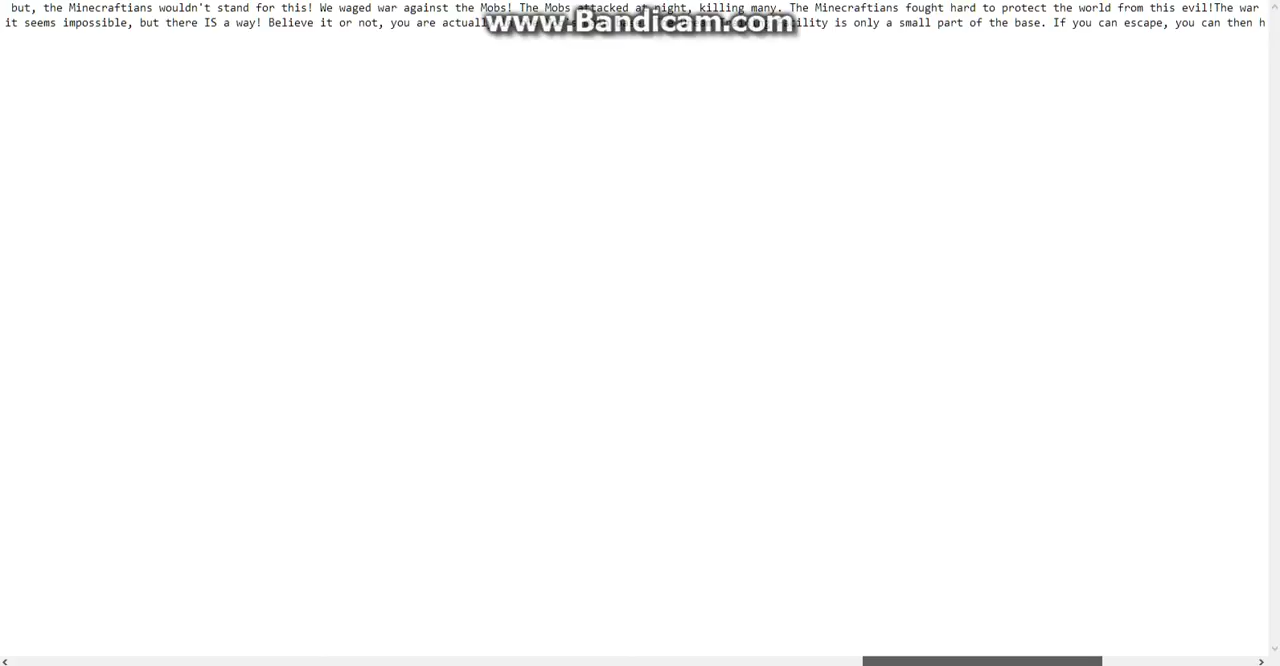 but, the Minecraftians wouldn't stand for this! We waged war against the Mobs! The Mobs attacked at night, killing many. The Minecraftians fought hard to protect the world from this evil!The war
it seems impossible, but there IS a way! Believe it or not, you are actuall ility is only a small part of the base. If you can escape, you can then h
www.Bandicam.com